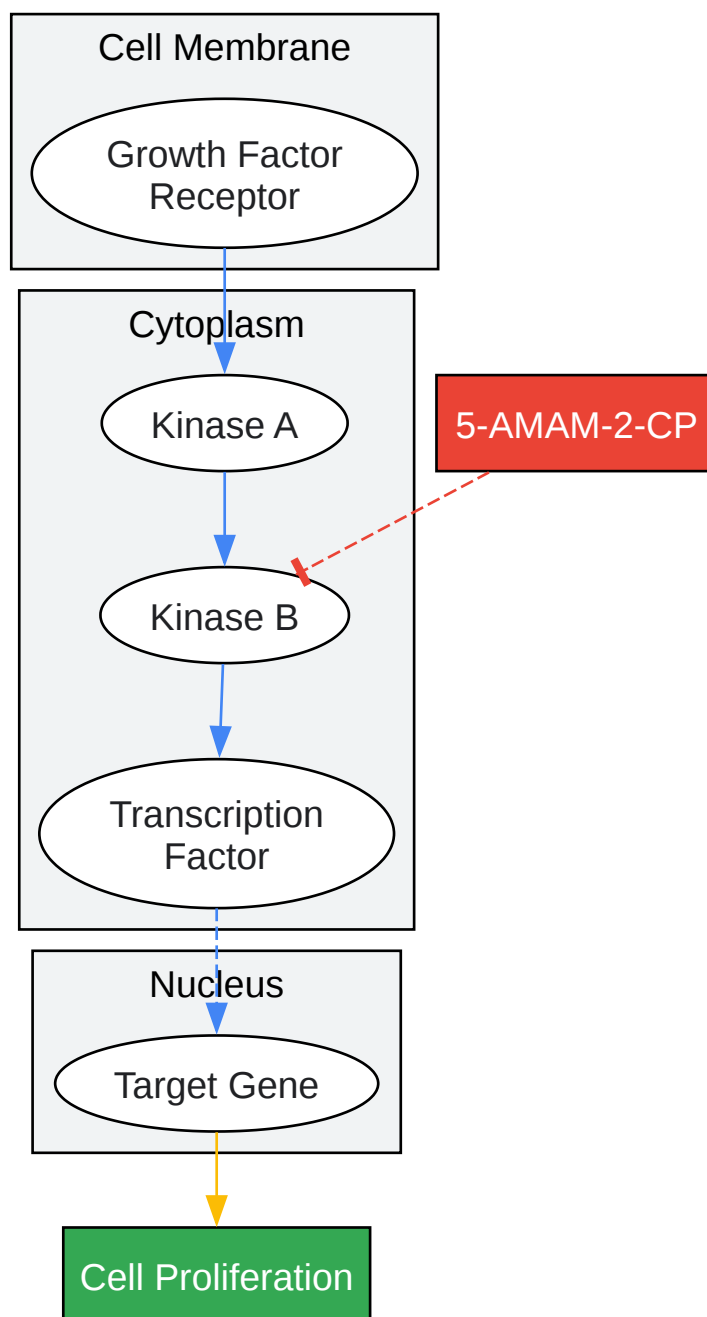 Cell Membrane
Growth Factor
Receptor
Cytoplasm
Kinase A
5-AMAM-2-CP
Kinase B
Transcription
Factor
Nucleus
Target Gene
Cell Proliferation